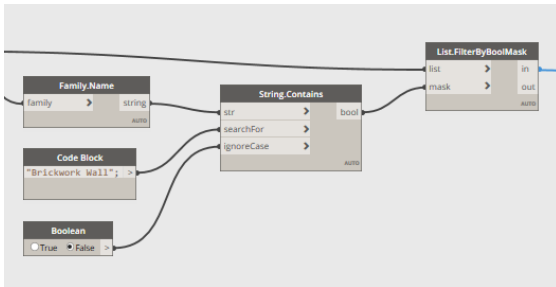 List.FilterByBoolMask
list > in
mask > out
AUTO
Family.Name
family > string
AUTO
String.Contains
str > bool
searchFor >
ignoreCase >
AUTO
Code Block
"Brickwork Wall"; >
Boolean
True False >